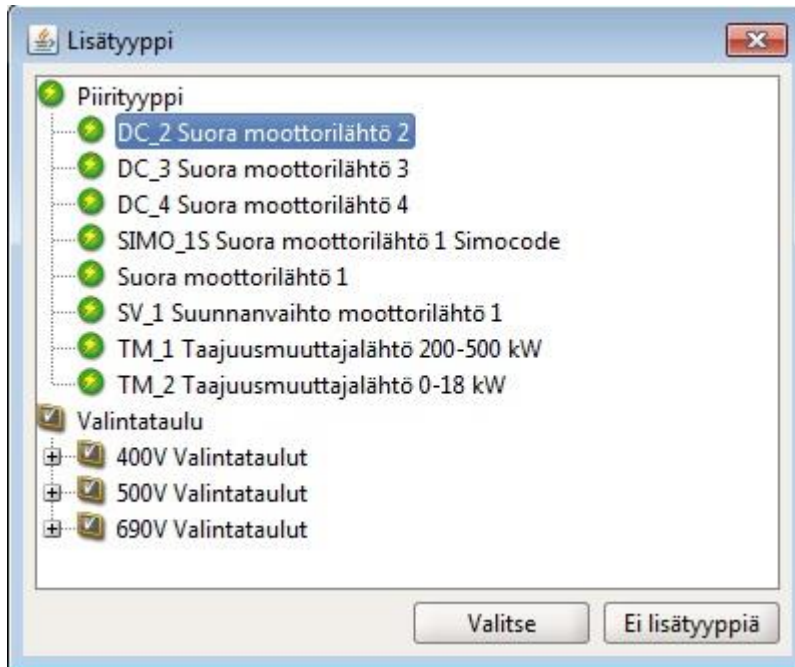 Lisätyyppi
Piirityyppi
DC_2 Suora moottorilähtö 2
DC_3 Suora moottorilähtö 3
DC_4 Suora moottorilähtö 4
SIMO_1S Suora moottorilähtö 1 Simocode
Suora moottorilähtö 1
SV_1 Suunnanvaihto moottorilähtö 1
TM_1 Taajuusmuuttajalähtö 200-500 kW
TM_2 Taajuusmuuttajalähtö 0-18 kW
Valintataulu
400V Valintataulut
500V Valintataulut
690V Valintataulut
Valitse Ei lisätyyppiä